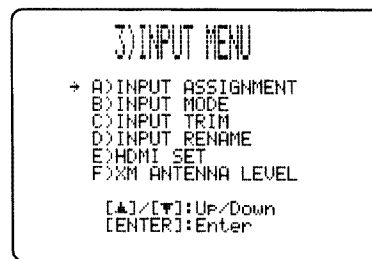 3)INPUT MENU
→ A)INPUT ASSIGNMENT
B)INPUT MODE
C)INPUT TRIM
D)INPUT RENAME
E)HDMI SET
F)XM ANTENNA LEVEL
[▲]/[▼]:Up/Down
[ENTER]:Enter